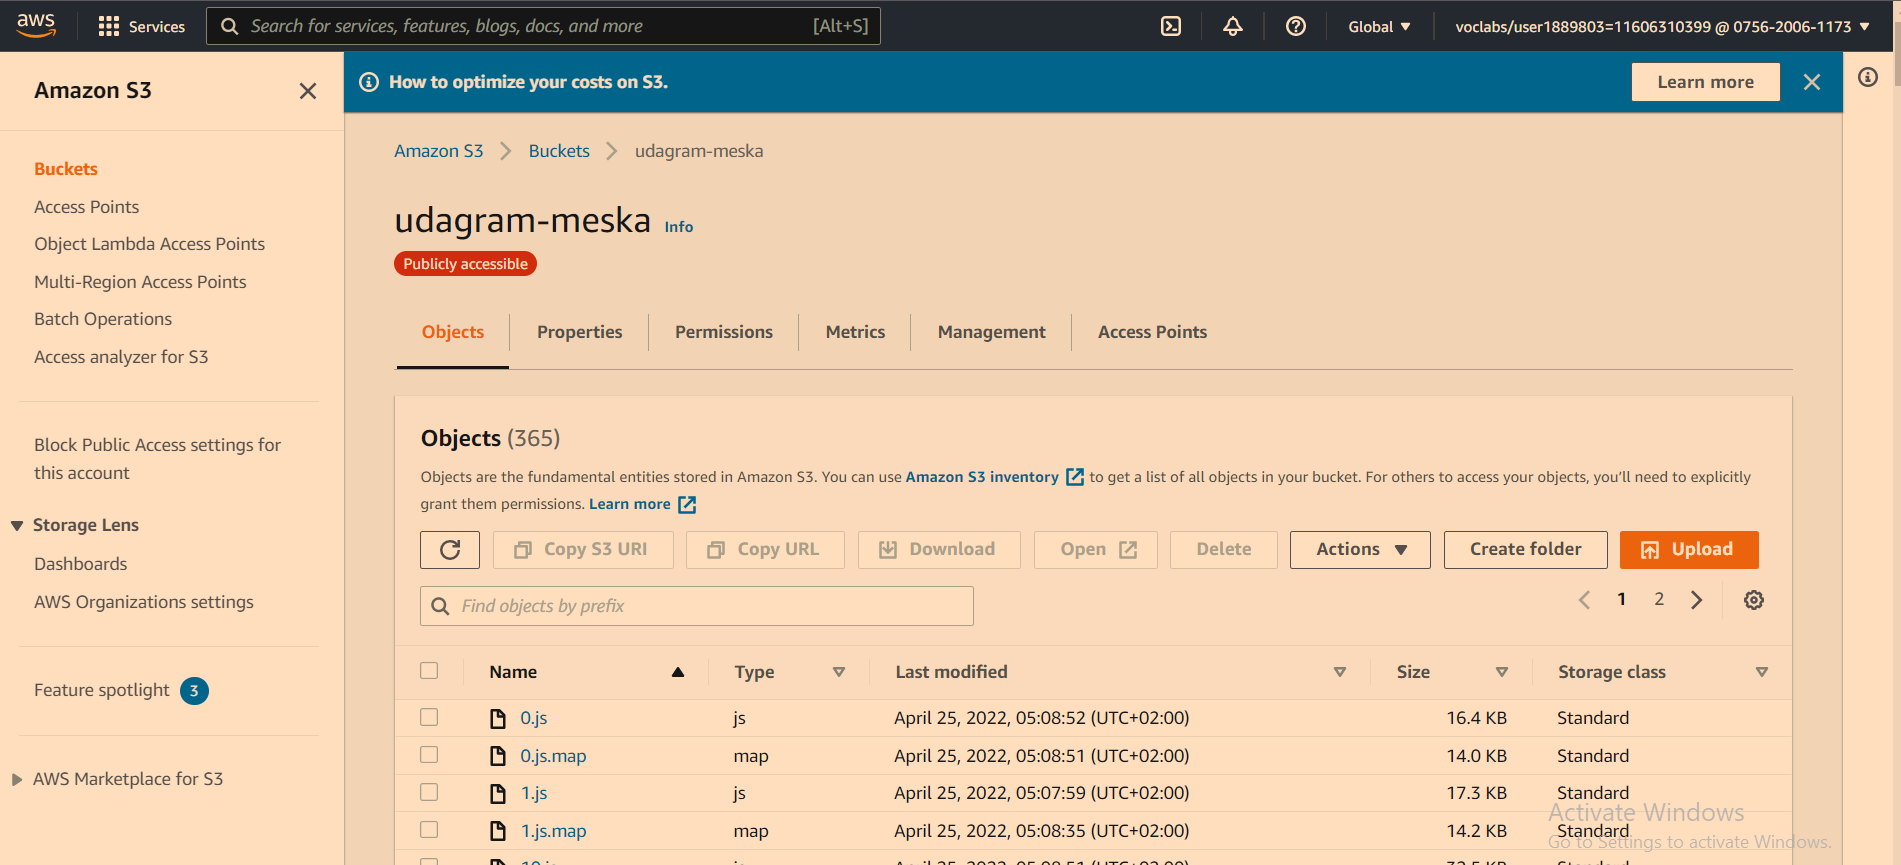 aws
Services
Search for services, features, blogs, docs, and more
[Alt+S]
Global
voclabs/user1889803=11606310399 @ 0756-2006-1173
Amazon S3
How to optimize your costs on S3.
Learn more
Buckets
Access Points
Object Lambda Access Points
Multi-Region Access Points
Batch Operations
Access analyzer for S3
Block Public Access settings for
this account
Storage Lens
Dashboards
AWS Organizations settings
Feature spotlight 3
AWS Marketplace for S3
Amazon S3
Buckets
udagram-meska
udagram-meska Info
Publicly accessible
Objects
Properties
Permissions
Metrics
Management
Access Points
Objects (365)
Objects are the fundamental entities stored in Amazon S3. You can use Amazon S3 inventory to get a list of all objects in your bucket. For others to access your objects, you'll need to explicitly
grant them permissions. Learn more
Copy S3 URI
Copy URL
Download
Open
Delete
Actions
Create folder
Upload
Find objects by prefix
1 2
Name Type Last modified Size Storage class
0.js js April 25, 2022, 05:08:52 (UTC+02:00) 16.4 KB Standard
0.js.map map April 25, 2022, 05:08:51 (UTC+02:00) 14.0 KB Standard
1.js js April 25, 2022, 05:07:59 (UTC+02:00) 17.3 KB Standard
1.js.map map April 25, 2022, 05:08:35 (UTC+02:00) 14.2 KB Standard
Activate Windows
Go to Settings to activate Windows.